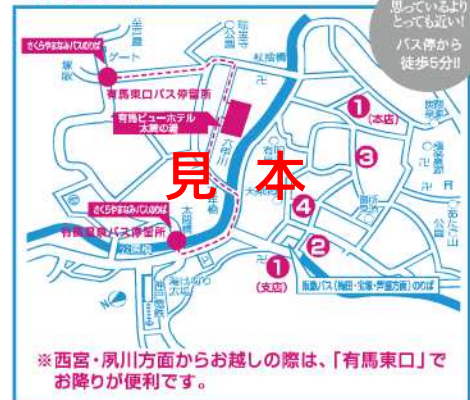 思っているより
とっても近い!
バス停から
徒歩5分!!
さくらやまなみバスのりば
ゲート
有馬東口バス停留所
有馬ビューホテル
太閤の湯
杖捨橋
六甲川
見本
①
(本店)
③
④
②
①
(支店)
さくらやまなみバスのりば
有馬温泉バス停留所
太閤橋
阪急バス(梅田・宝塚・芦屋方面)のりば
※西宮・夙川方面からお越しの際は、「有馬東口」で
お降りが便利です。